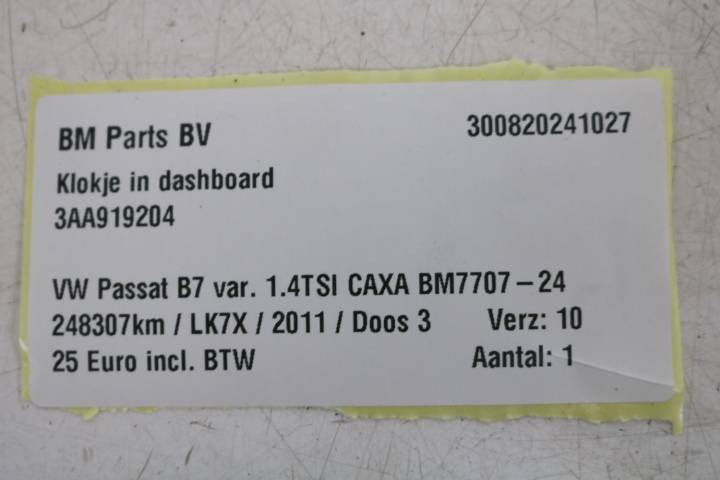 BM Parts BV 300820241027
Klokje in dashboard
3AA919204
VW Passat B7 var. 1.4TSI CAXA BM7707-24
248307km / LK7X / 2011 / Doos 3 Verz: 10
25 Euro incl. BTW Aantal: 1